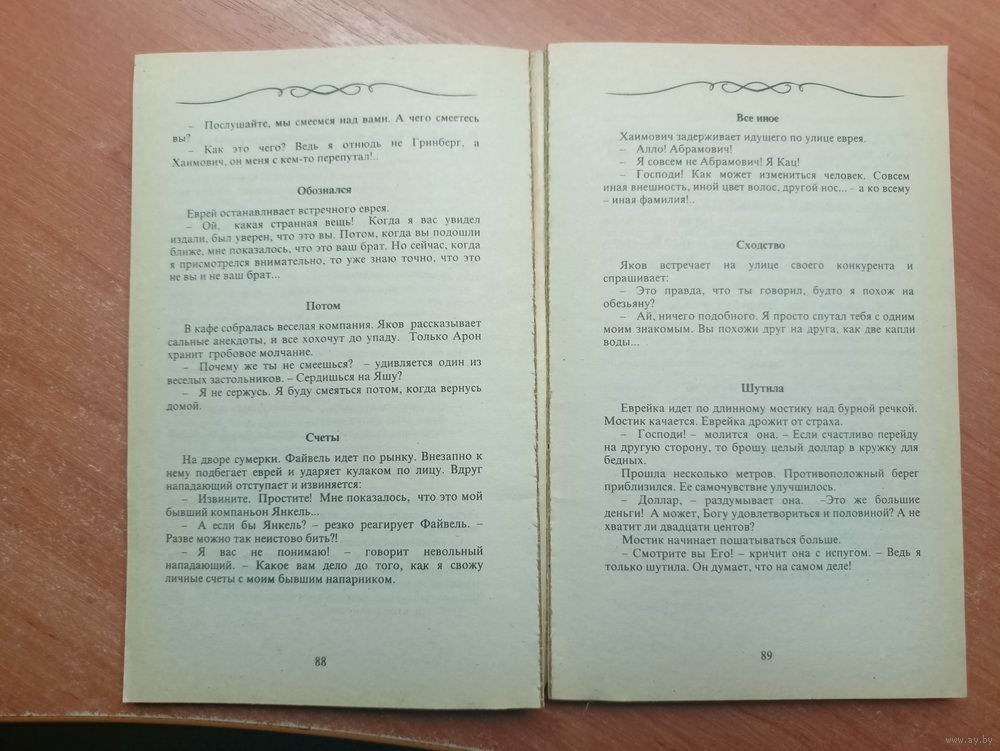 – Послушайте, мы смеемся над вами. А чего смеетесь
вы?
– Как это чего? Ведь я отнюдь не Гринберг, а
Хаимович, он меня с кем-то перепутал!..
Обознался
Еврей останавливает встречного еврея.
– Ой, какая странная вещь! Когда я вас увидел
издали, был уверен, что это вы. Потом, когда вы подошли
ближе, мне показалось, что это ваш брат. Но сейчас, когда
я присмотрелся внимательно, то уже знаю точно, что это
не вы и не ваш брат...
Потом
В кафе собралась веселая компания. Яков рассказывает
сальные анекдоты, и все хохочут до упаду. Только Арон
хранит гробовое молчание.
– Почему же ты не смеешься? – удивляется один из
веселых застольников. – Сердишься на Яшу?
– Я не сержусь. Я буду смеяться потом, когда вернусь
домой.
Счеты
На дворе сумерки. Файвель идет по рынку. Внезапно к
нему подбегает еврей и ударяет кулаком по лицу. Вдруг
нападающий отступает и извиняется:
– Извините. Простите! Мне показалось, что это мой
бывший компаньон Янкель...
– А если бы Янкель? – резко реагирует Файвель. –
Разве можно так неистово бить?!
– Я вас не понимаю! – говорит невольный
нападающий. – Какое вам дело до того, как я свожу
личные счеты с моим бывшим напарником.
88
Все иное
Хаимович задерживает идущего по улице еврея.
– Алло! Абрамович!
– Я совсем не Абрамович! Я Кац!
– Господи! Как может измениться человек. Совсем
иная внешность, иной цвет волос, другой нос... – а ко всему
– иная фамилия!..
Сходство
Яков встречает на улице своего конкурента и
спрашивает:
– Это правда, что ты говорил, будто я похож на
обезьяну?
– Ай, ничего подобного. Я просто спутал тебя с одним
моим знакомым. Вы похожи друг на друга, как две капли
воды...
Шутила
Еврейка идет по длинному мостику над бурной речкой.
Мостик качается. Еврейка дрожит от страха.
– Господи! – молится она. – Если счастливо перейду
на другую сторону, то брошу целый доллар в кружку для
бедных.
Прошла несколько метров. Противоположный берег
приблизился. Ее самочувствие улучшилось.
– Доллар, – раздумывает она. –Это же большие
деньги! А может, Богу удовлетвориться и половиной? А не
хватит ли двадцати центов?
Мостик начинает пошатываться больше.
– Смотрите вы Его! – кричит она с испугом. – Ведь я
только шутила. Он думает, что на самом деле!
89
www.ay.by